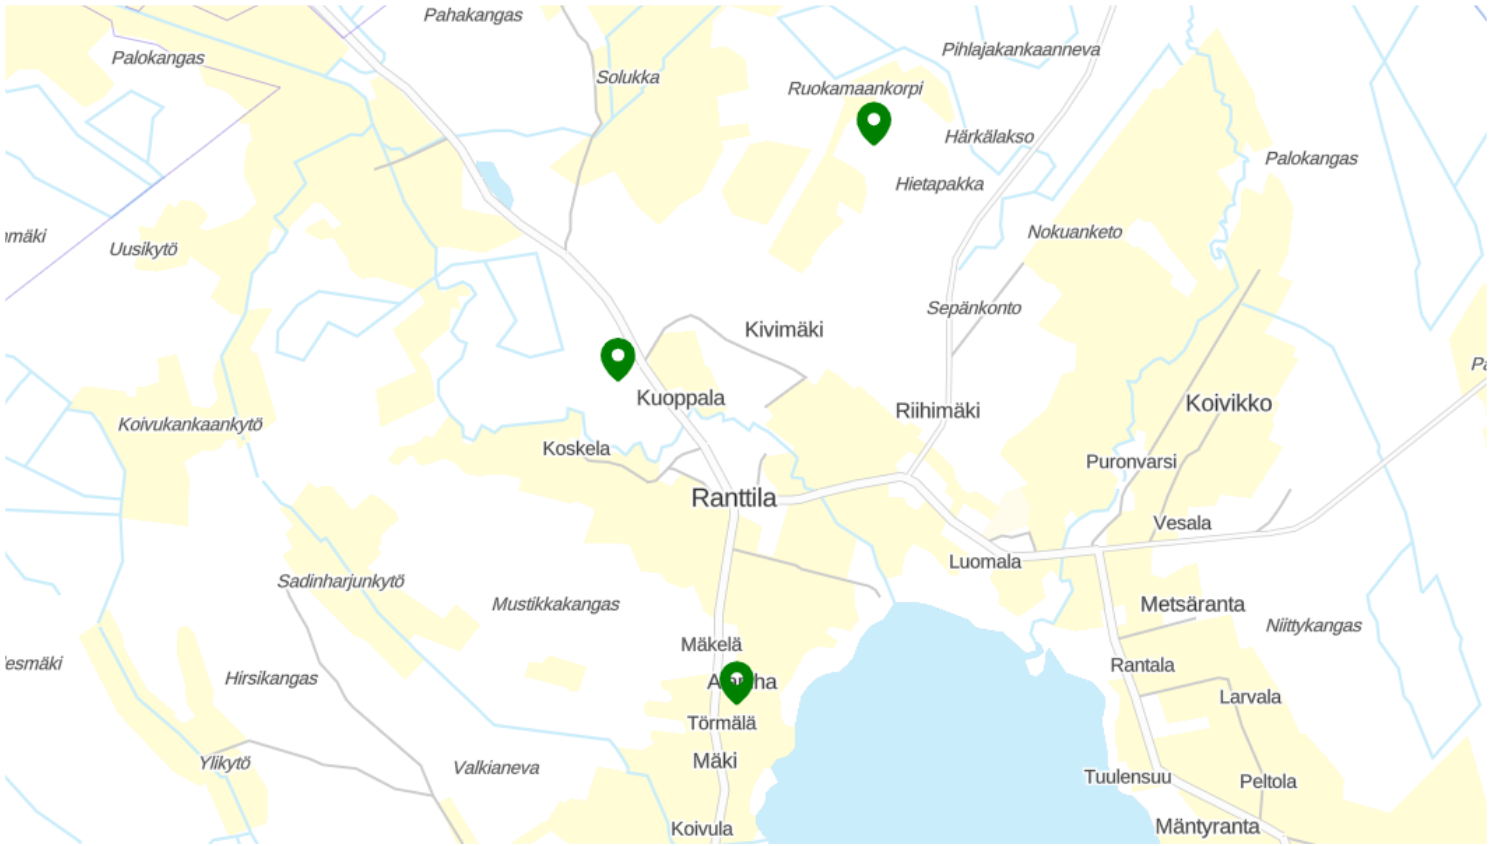 Pahakangas
Palokangas
Solukka
Pihlajakankaanneva
Ruokamaankorpi
Härkälakso
Palokangas
Hietapakka
Nokuanketo
Uusikytö
Sepänkonto
Kivimäki
Kuoppala
Riihimäki
Koivikko
Koivukankaankytö
Koskela
Puronvarsi
Ranttila
Vesala
Luomala
Sadinharjunkytö
Mustikkakangas
Metsäranta
Niittykangas
Mäkelä
esmäki
Rantala
Hirsikangas
Larvala
Törmälä
Mäki
Ylikytö
Valkianeva
Tuulensuu
Peltola
Koivula
Mäntyranta